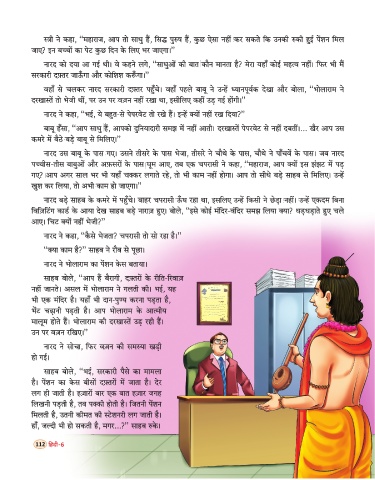 स्त्री ने कहा, "महाराज, आप तो साधु हैं, सिद्ध पुरुष हैं, कुछ ऐसा नहीं कर सकते कि उनकी रुकी हुई पेंशन मिल
जाए? इन बच्चों का पेट कुछ दिन के लिए भर जाएगा।"
नारद को दया आ गई थी। वे कहने लगे, "साधुओं की बात कौन मानता है? मेरा यहाँ कोई महत्व नहीं। फिर भी मैं
सरकारी दफ़्तर जाऊँगा और कोशिश करूँगा।"
वहाँ से चलकर नारद सरकारी दफ़्तर पहुँचे। वहाँ पहले बाबू ने उन्हें ध्यानपूर्वक देखा और बोला, "भोलाराम ने
दरखास्तें तो भेजी थीं, पर उन पर वज़न नहीं रखा था, इसीलिए कहीं उड़ गई होंगी।"
नारद ने कहा, "भई, ये बहुत-से पेपरवेट तो रखे हैं। इन्हें क्यों नहीं रख दिया?"
बाबू हँसा, "आप साधु हैं, आपको दुनियादारी समझ में नहीं आती। दरखास्तें पेपरवेट से नहीं दबतीं... खैर आप उस
कमरे में बैठे बड़े बाबू से मिलिए।"
नारद उस बाबू के पास गए। उसने तीसरे के पास भेजा, तीसरे ने चौथे के पास, चौथे ने पाँचवें के पास। जब नारद
पच्चीस-तीस बाबुओं और अफ़सरों के पास घूम आए, तब एक चपरासी ने कहा, "महाराज, आप क्यों इस झंझट में पड़
गए? आप अगर साल भर भी यहाँ चक्कर लगाते रहे, तो भी काम नहीं होगा। आप तो सीधे बड़े साहब से मिलिए। उन्हें
खुश कर लिया, तो अभी काम हो जाएगा।"
नारद बड़े साहब के कमरे में पहुँचे। बाहर चपरासी ऊँघ रहा था, इसलिए उन्हें किसी ने छेड़ा नहीं। उन्हें एकदम बिना
विज़िटिंग कार्ड के आया देख साहब बड़े नाराज़ हुए। बोले, "इसे कोई मंदिर-वंदिर समझ लिया क्या? धड़धड़ाते हुए चले
आए। चिट क्यों नहीं भेजी?"
नारद ने कहा, "कैसे भेजता? चपरासी तो सो रहा है।"
"क्या काम है?" साहब ने रौब से पूछा।
नारद ने भोलाराम का पेंशन केस बताया।
साहब बोले, "आप हैं बैरागी, दफ़्तरों के रीति-रिवाज़
नहीं जानते। असल में भोलाराम ने गलती की। भई, यह
भी एक मंदिर है। यहाँ भी दान-पुण्य करना पड़ता है,
भेंट चढ़ानी पड़ती है। आप भोलाराम के आत्मीय
मालूम होते हैं। भोलाराम की दरखास्तें उड़ रही हैं।
उन पर वज़न रखिए।"
नारद ने सोचा, फिर वज़न की समस्या खड़ी
हो गई।
साहब बोले, "भई, सरकारी पैसे का मामला
है। पेंशन का केस बीसों दफ़्तरों में जाता है। देर
लग ही जाती है। हज़ारों बार एक बात हज़ार जगह
लिखनी पड़ती है, तब पक्की होती है। जितनी पेंशन
मिलती है, उतनी कीमत की स्टेशनरी लग जाती है।
हाँ, जल्दी भी हो सकती है, मगर...?" साहब रुके।
112 हिंदी-6